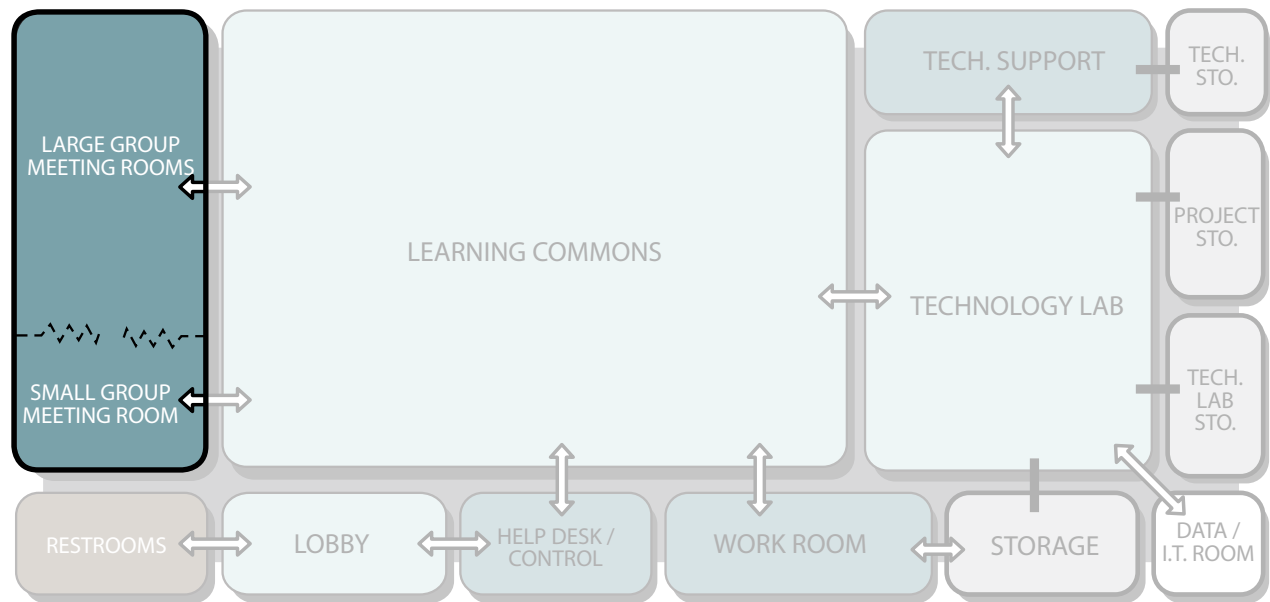 LARGE GROUP
MEETING ROOMS
SMALL GROUP
MEETING ROOM
LEARNING COMMONS
TECH. SUPPORT
TECH.
STO.
TECHNOLOGY LAB
PROJECT
STO.
TECH.
LAB
STO.
RESTROOMS
LOBBY
HELP DESK /
CONTROL
WORK ROOM
STORAGE
DATA /
I.T. ROOM